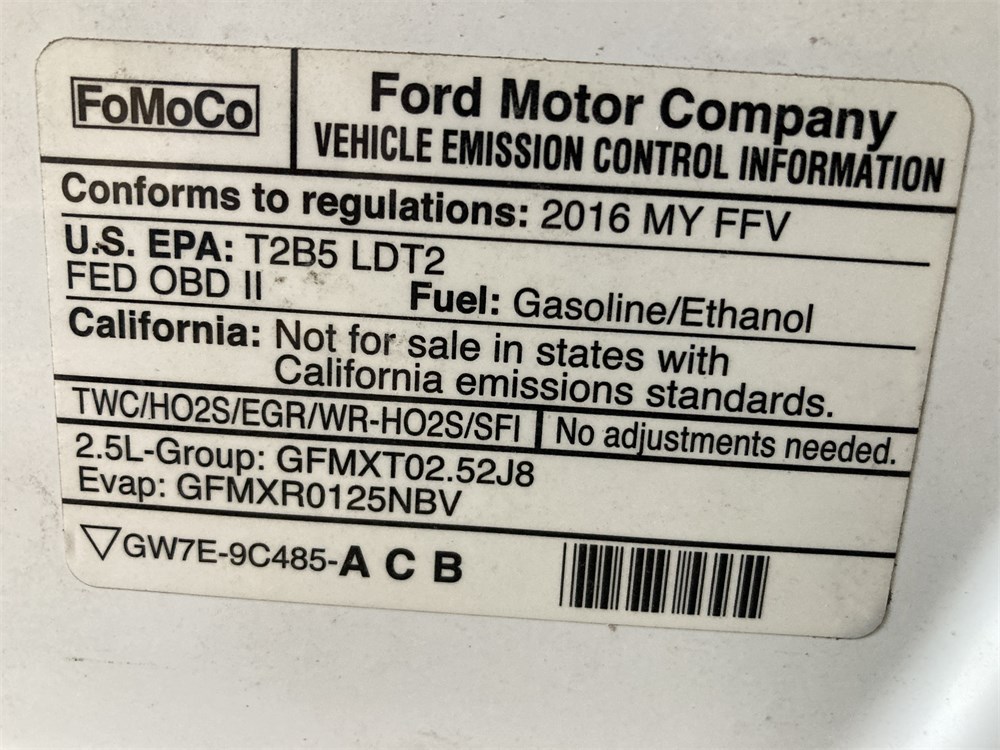 FoMoCo
Ford Motor Company
VEHICLE EMISSION CONTROL INFORMATION
Conforms to regulations: 2016 MY FFV
U.S. EPA: T2B5 LDT2
FED OBD II Fuel: Gasoline/Ethanol
California: Not for sale in states with
California emissions standards.
TWC/HO2S/EGR/WR-HO2S/SFI No adjustments needed.
2.5L-Group: GFMXT02.52J8
Evap: GFMXR0125NBV
GW7E-9C485-A C B